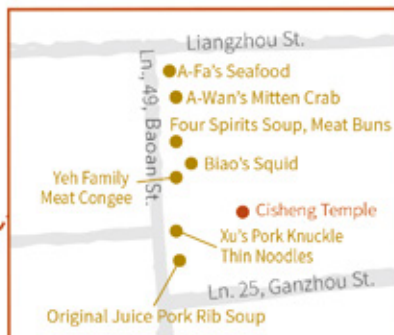 Liangzhou St.
A-Fa's Seafood
A-Wan's Mitten Crab
Four Spirits Soup, Meat Buns
Ln., 49, Baoan St.
Biao's Squid
Yeh Family
Meat Congee
Cisheng Temple
Xu's Pork Knuckle
Thin Noodles
Ln. 25, Ganzhou St.
Original Juice Pork Rib Soup